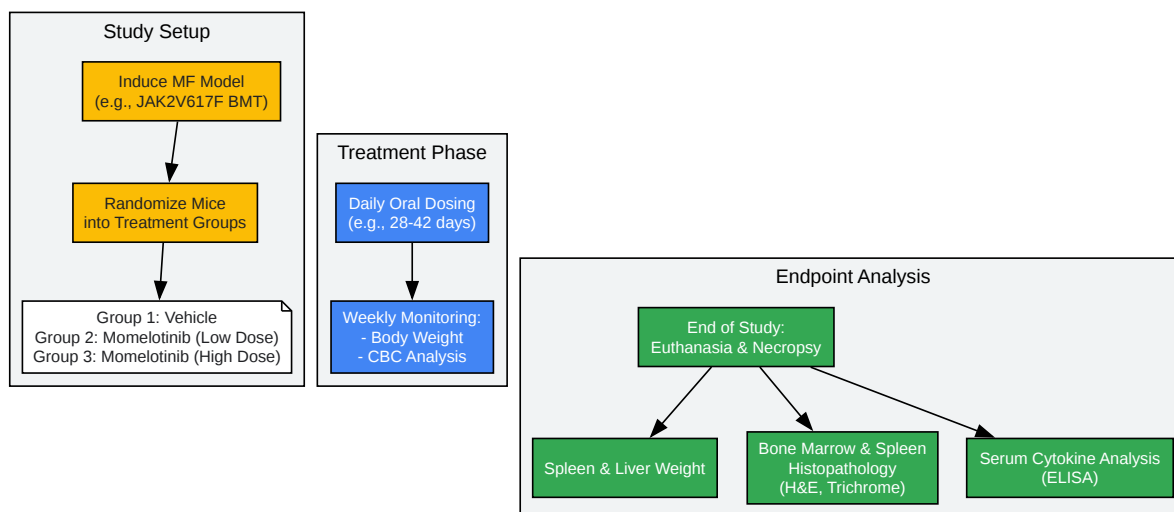 Study Setup
Induce MF Model
(e.g., JAK2V617F BMT)
Randomize Mice
into Treatment Groups
Group 1: Vehicle
Group 2: Momelotinib (Low Dose)
Group 3: Momelotinib (High Dose)
Treatment Phase
Daily Oral Dosing
(e.g., 28-42 days)
Weekly Monitoring:
- Body Weight
- CBC Analysis
Endpoint Analysis
End of Study:
Euthanasia & Necropsy
Spleen & Liver Weight
Bone Marrow & Spleen
Histopathology
(H&E, Trichrome)
Serum Cytokine Analysis
(ELISA)